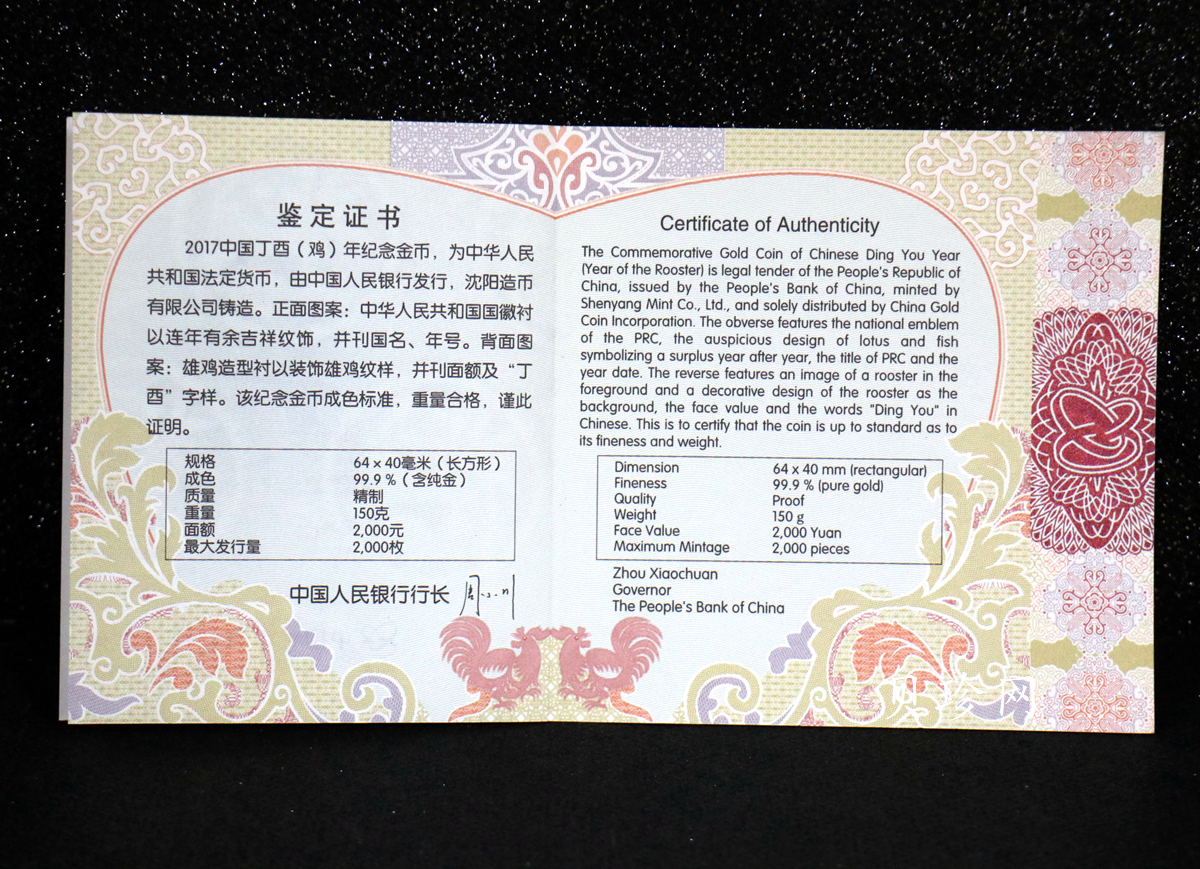 鉴定证书
2017中国丁酉（鸡）年纪念金币，为中华人民
共和国法定货币，由中国人民银行发行，沈阳造币
有限公司铸造。正面图案：中华人民共和国国徽衬
以连年有余吉祥纹饰，并刊国名、年号。背面图
案：雄鸡造型衬以装饰雄鸡纹样，并刊面额及“丁
酉”字样。该纪念金币成色标准，重量合格，谨此
证明。
规格 64 x 40毫米（长方形）
成色 99.9 %（含纯金）
质量 精制
重量 150克
面额 2,000元
最大发行量 2,000枚
中国人民银行行长
Certificate of Authenticity
The Commemorative Gold Coin of Chinese Ding You Year
(Year of the Rooster) is legal tender of the People's Republic of
China, issued by the People's Bank of China, minted by
Shenyang Mint Co., Ltd., and solely distributed by China Gold
Coin Incorporation. The obverse features the national emblem
of the PRC, the auspicious design of lotus and fish
symbolizing a surplus year after year, the title of PRC and the
year date. The reverse features an image of a rooster in the
foreground and a decorative design of the rooster as the
background, the face value and the words "Ding You" in
Chinese. This is to certify that the coin is up to standard as to
its fineness and weight.
Dimension 64 x 40 mm (rectangular)
Fineness 99.9 % (pure gold)
Quality Proof
Weight 150 g
Face Value 2,000 Yuan
Maximum Mintage 2,000 pieces
Zhou Xiaochuan
Governor
The People's Bank of China